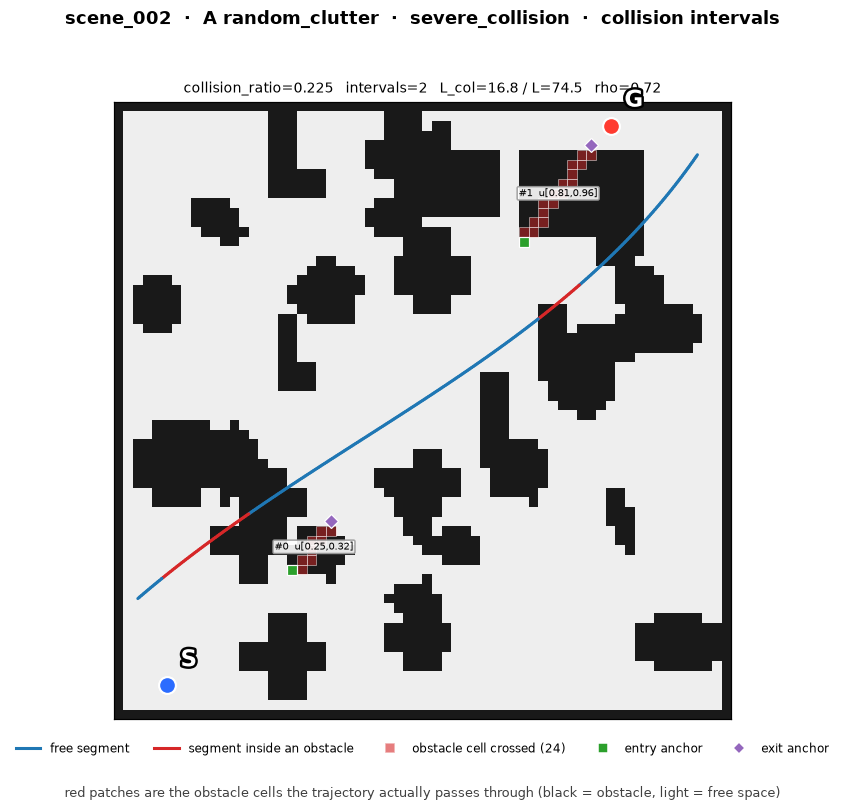 scene_002  ·  A random_clutter  ·  severe_collision  ·  collision intervals
collision_ratio=0.225   intervals=2   L_col=16.8 / L=74.5   rho=0.72
G
#1  u[0.81,0.96]
#0  u[0.25,0.32]
S
free segment
segment inside an obstacle
obstacle cell crossed (24)
entry anchor
exit anchor
red patches are the obstacle cells the trajectory actually passes through (black = obstacle, light = free space)